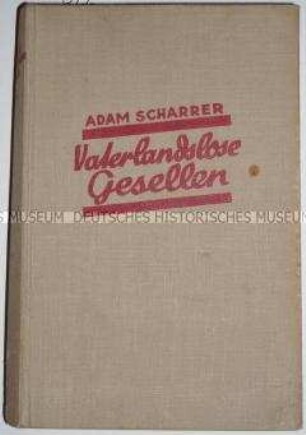 ADAM SCHARRER
Vaterlandslose
Gesellen
S MUSEUM DEUTSCHES HISTORISCHES MUSEUM